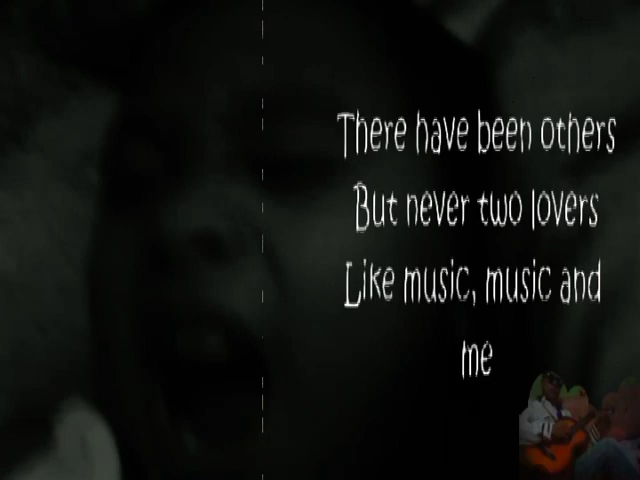 There have been others
But never two lovers
Like music, music and
me